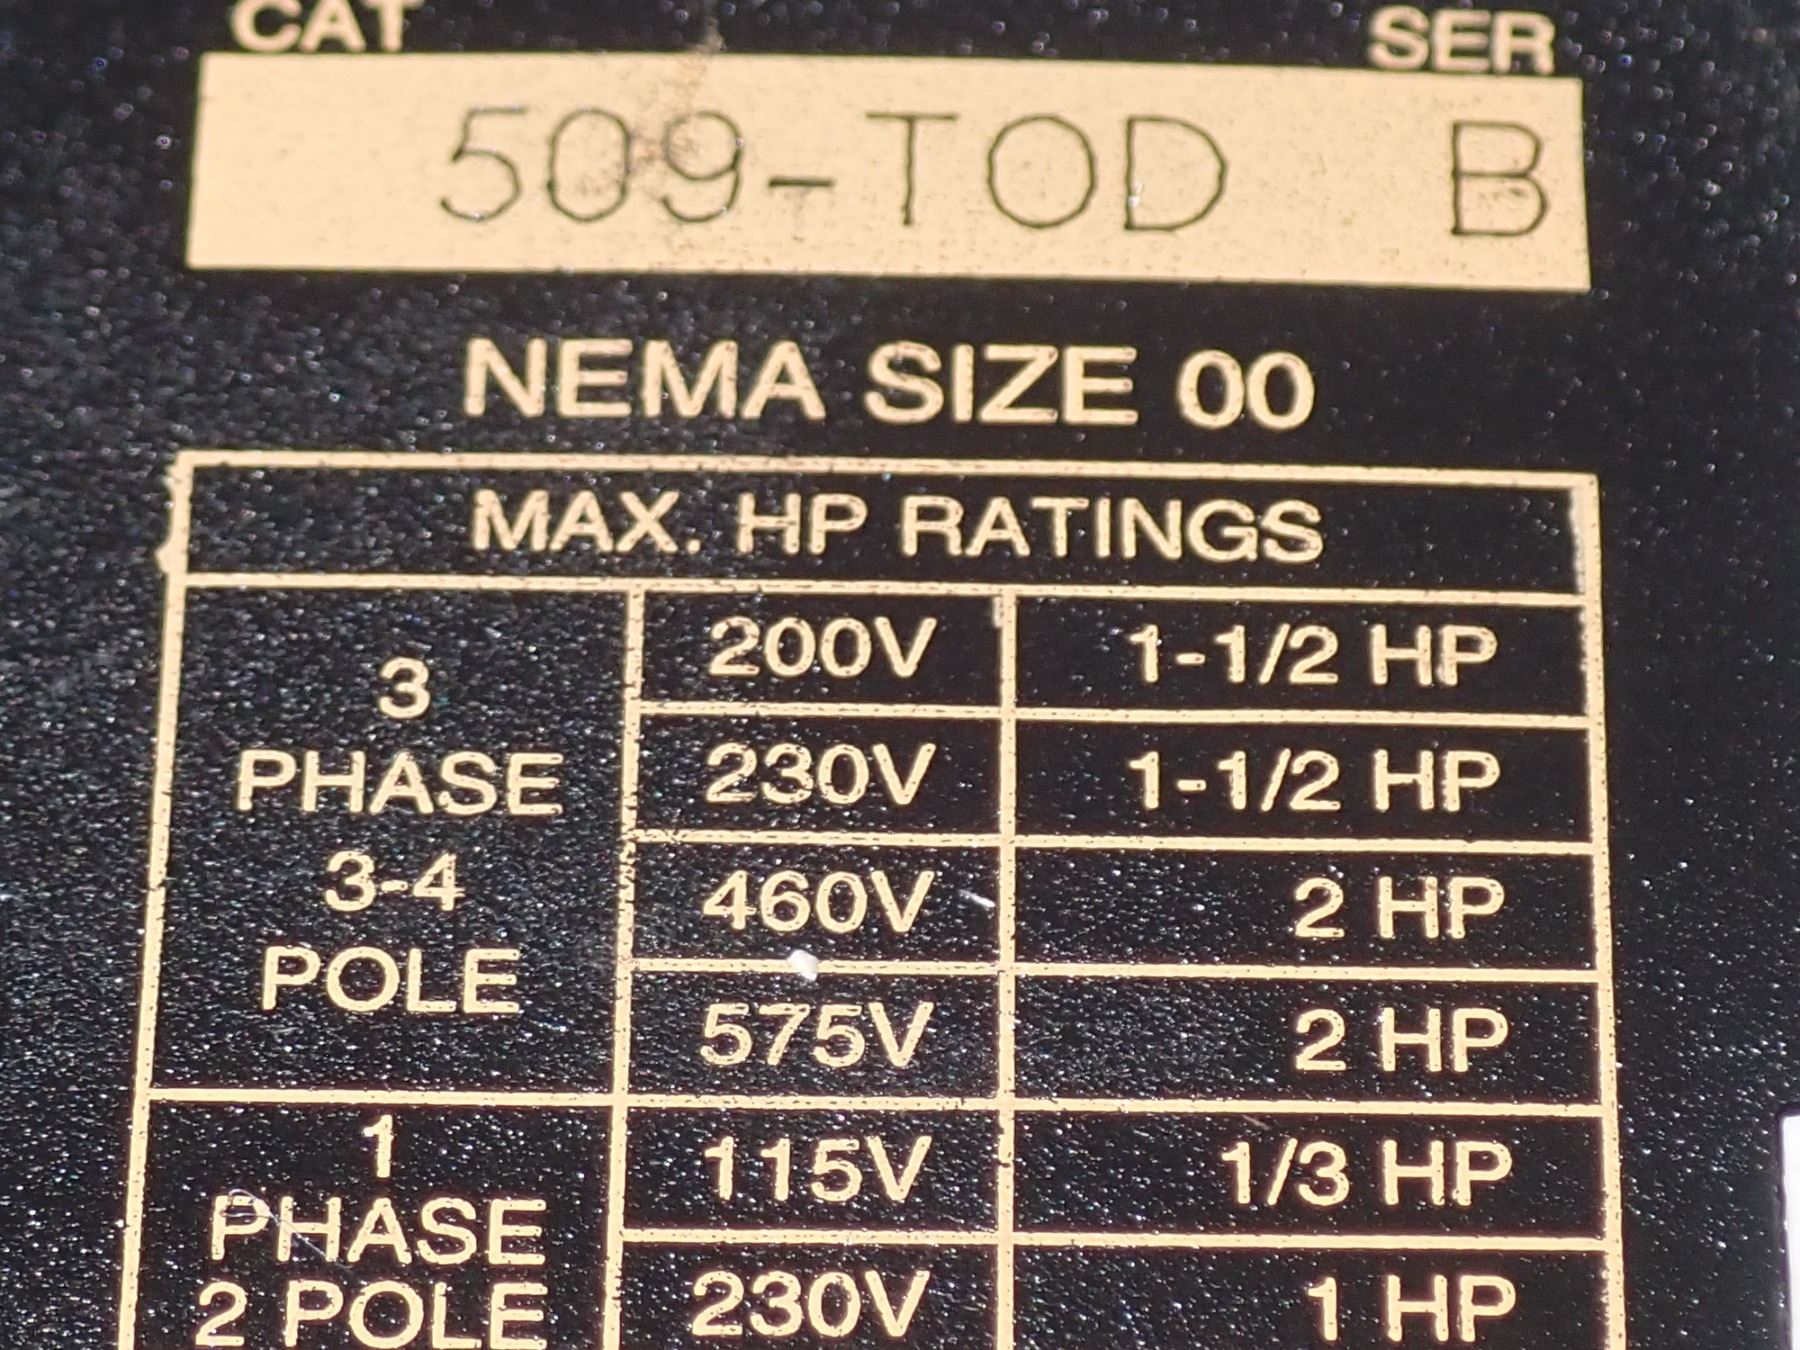 CAT SER
509-TOD B
NEMA SIZE 00
MAX. HP RATINGS
3
PHASE
3-4
POLE
200V 1-1/2 HP
230V 1-1/2 HP
460V 2 HP
575V 2 HP
1
PHASE
2 POLE
115V 1/3 HP
230V 1 HP